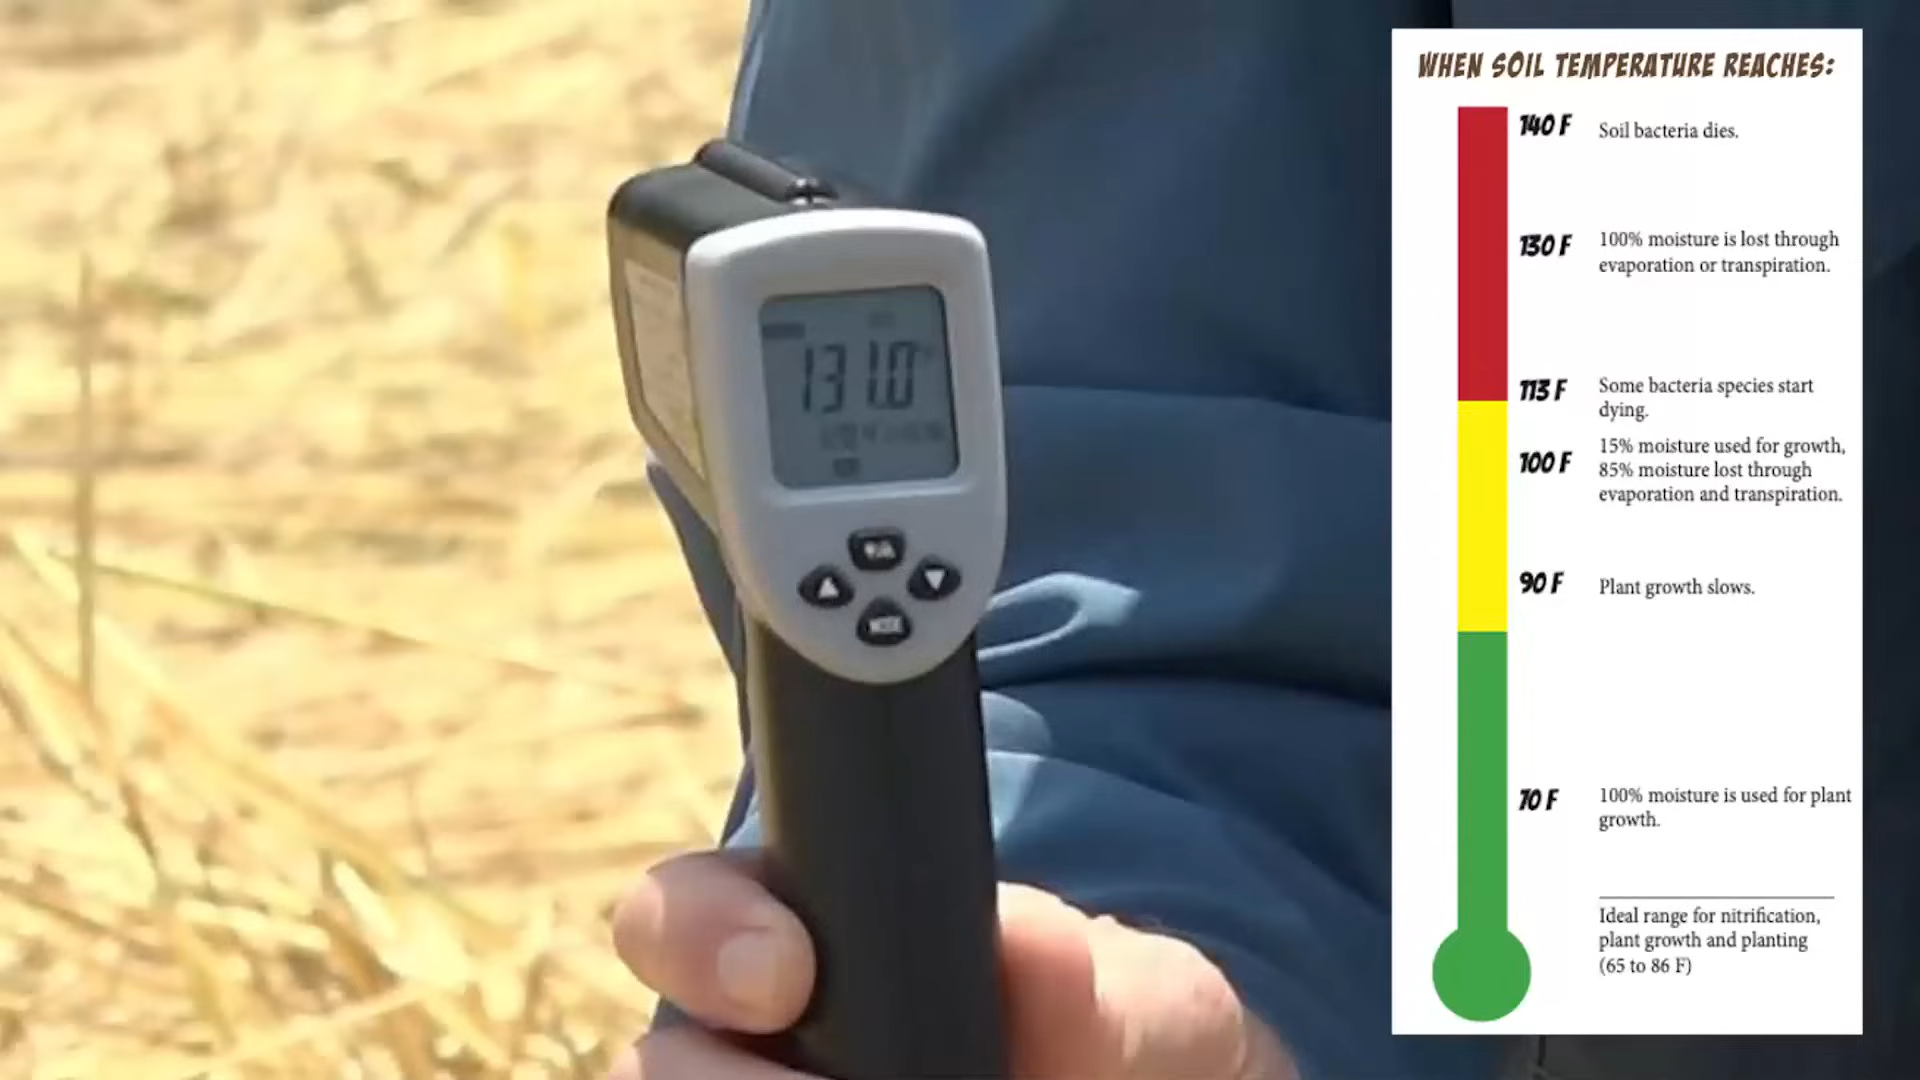 131.0
WHEN SOIL TEMPERATURE REACHES:
140 F Soil bacteria dies.
130 F 100% moisture is lost through
evaporation or transpiration.
113 F Some bacteria species start
dying.
100 F 15% moisture used for growth,
85% moisture lost through
evaporation and transpiration.
90 F Plant growth slows.
70 F 100% moisture is used for plant
growth.
Ideal range for nitrification,
plant growth and planting
(65 to 86 F)